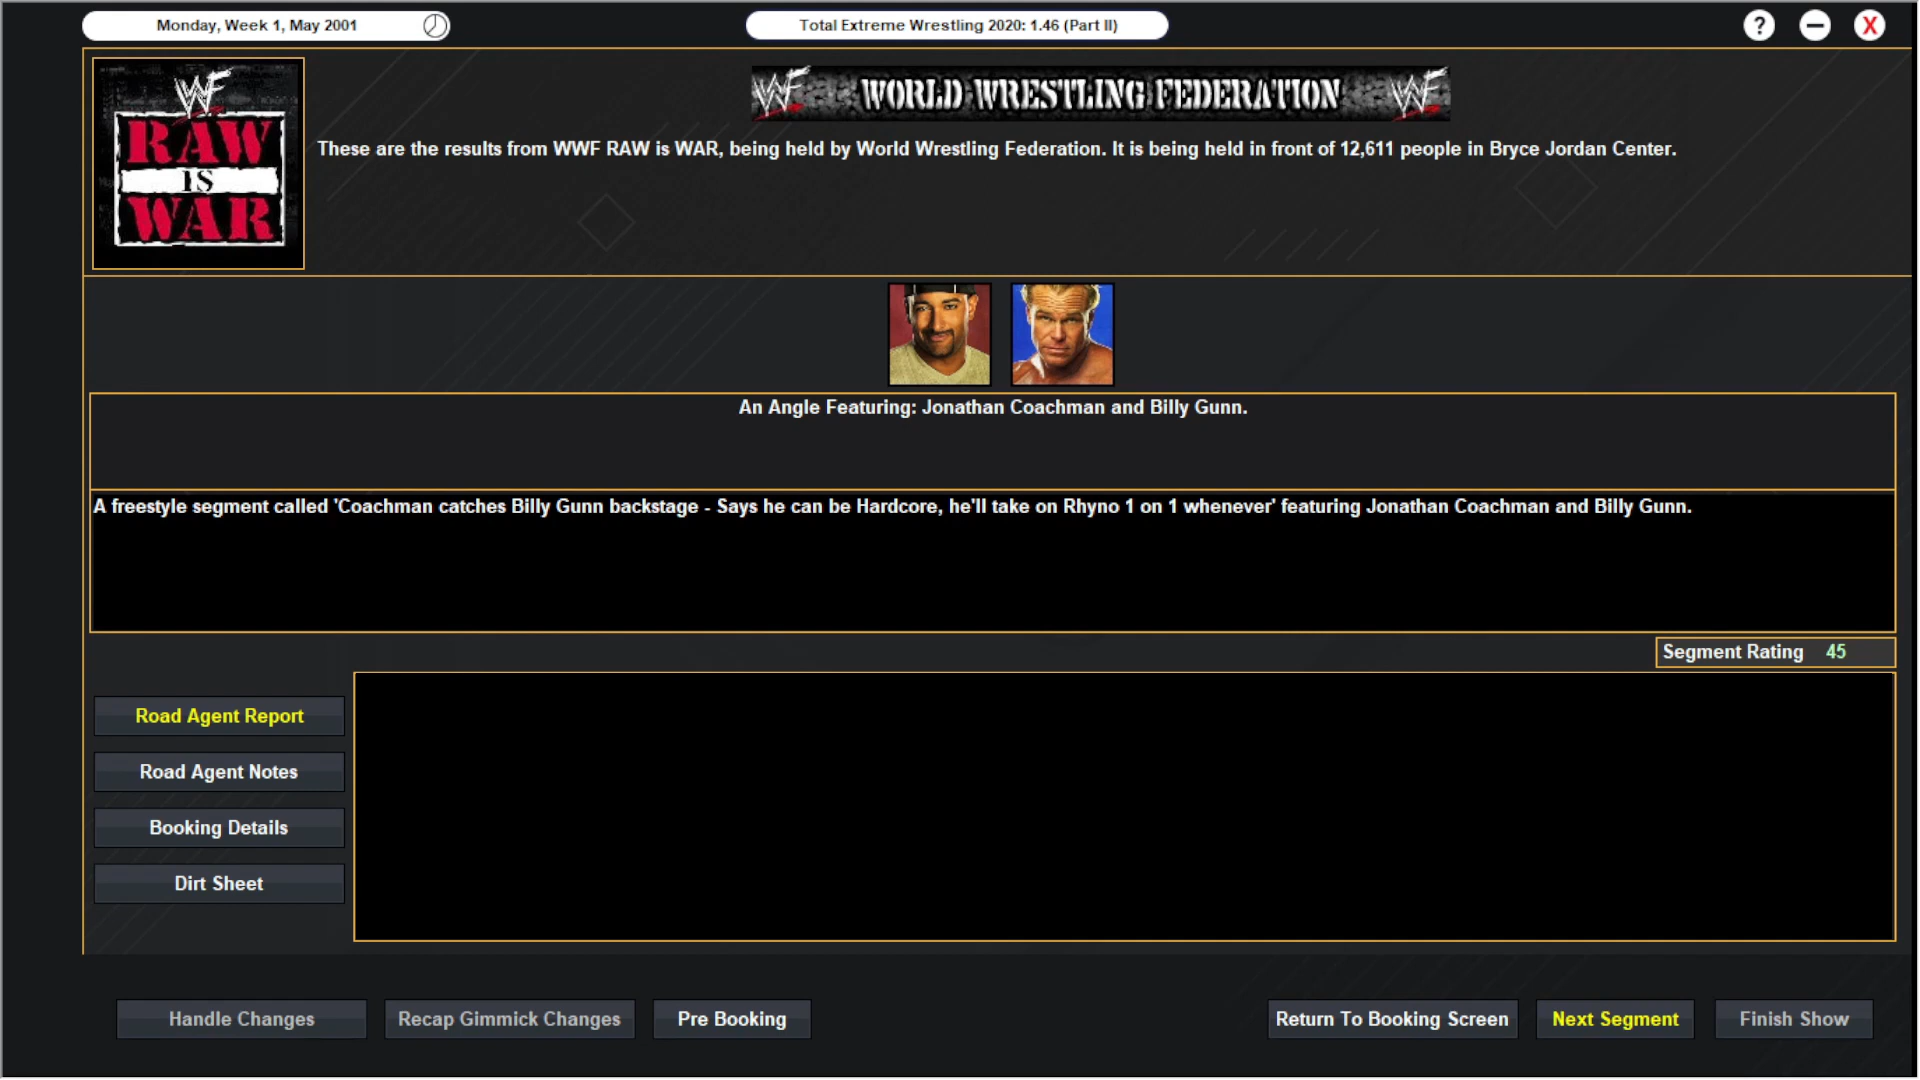 Monday, Week 1, May 2001
Total Extreme Wrestling 2020: 1.46 (Part II)
?
X
WF
RAW
IS
WAR
WF WORLD WRESTLING FEDERATION WF
These are the results from WWF RAW is WAR, being held by World Wrestling Federation. It is being held in front of 12,611 people in Bryce Jordan Center.
An Angle Featuring: Jonathan Coachman and Billy Gunn.
A freestyle segment called 'Coachman catches Billy Gunn backstage - Says he can be Hardcore, he'll take on Rhyno 1 on 1 whenever' featuring Jonathan Coachman and Billy Gunn.
Segment Rating 45
Road Agent Report
Road Agent Notes
Booking Details
Dirt Sheet
Handle Changes
Recap Gimmick Changes
Pre Booking
Return To Booking Screen
Next Segment
Finish Show